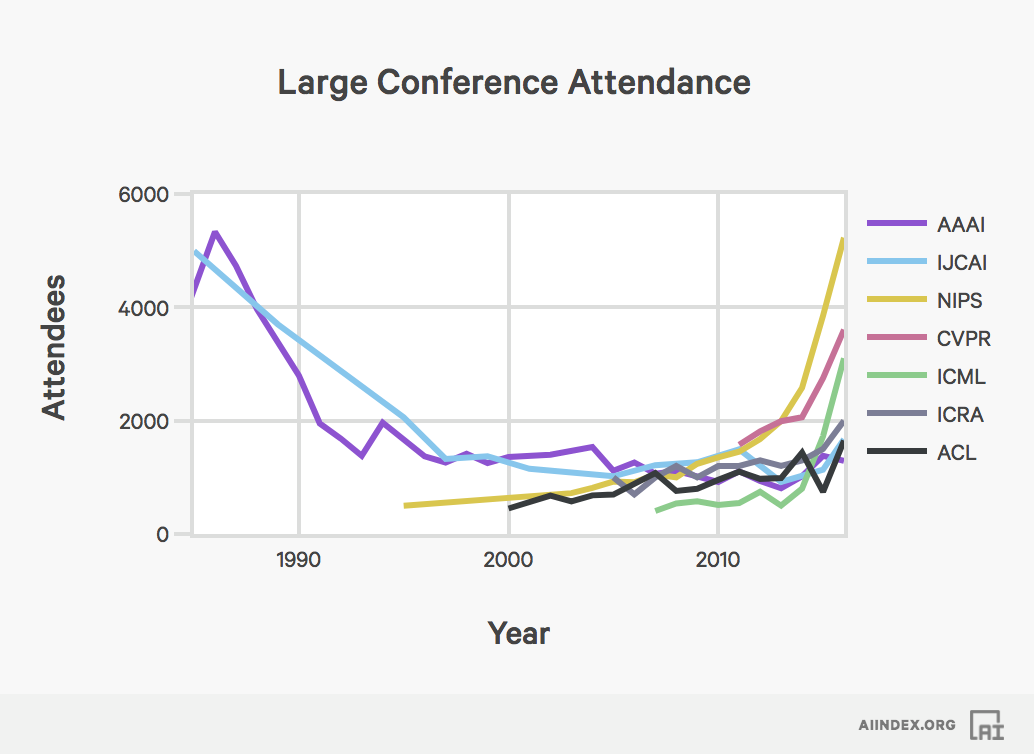 Large Conference Attendance
Attendees
6000
4000
2000
0
1990
2000
2010
Year
AAAI
IJCAI
NIPS
CVPR
ICML
ICRA
ACL
AIINDEX.ORG
AI